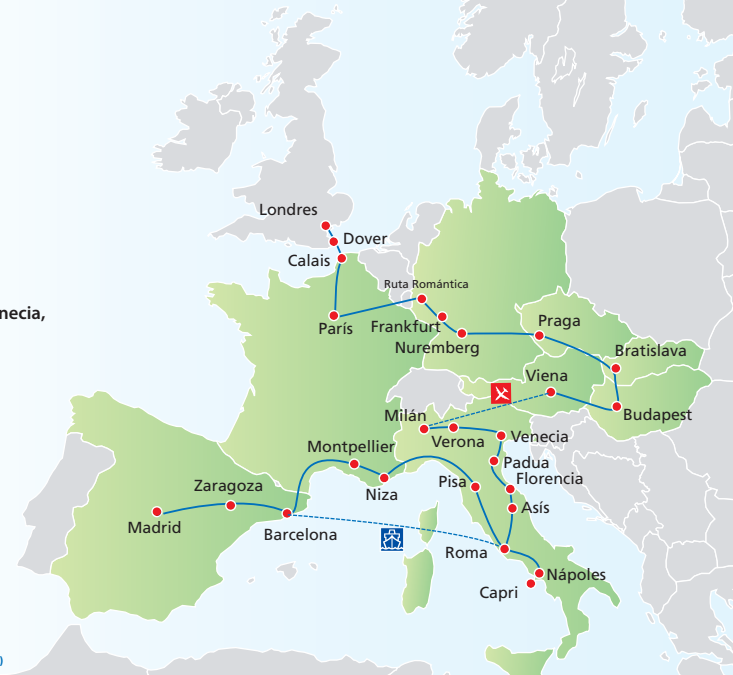 Londres
Dover
Calais
Ruta Romántica
necia,
París
Frankfurt
Praga
Nuremberg
Bratislava
Viena
Milán
Budapest
Verona
Venecia
Montpellier
Padua
Florencia
Zaragoza
Niza
Pisa
Asís
Madrid
Barcelona
Roma
Nápoles
Capri
)